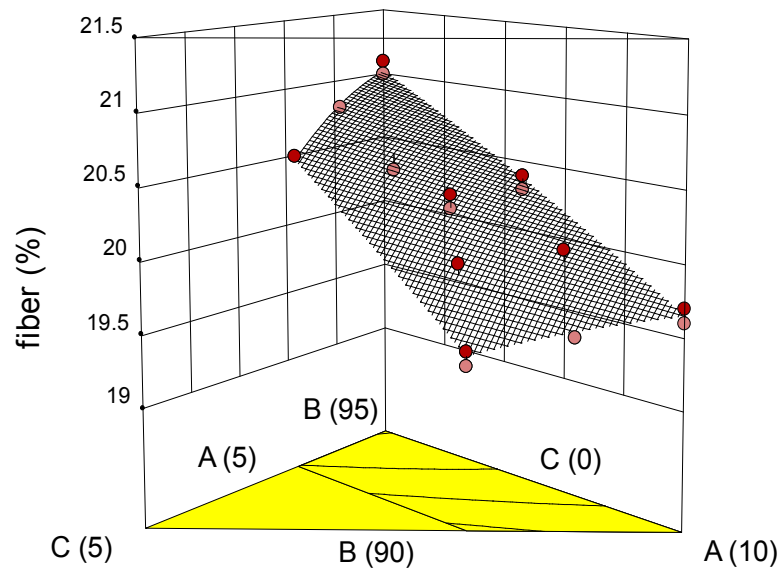 21.5
21
20.5
20
19.5
19
fiber (%)
B (95)
A (5)
C (0)
C (5)
B (90)
A (10)